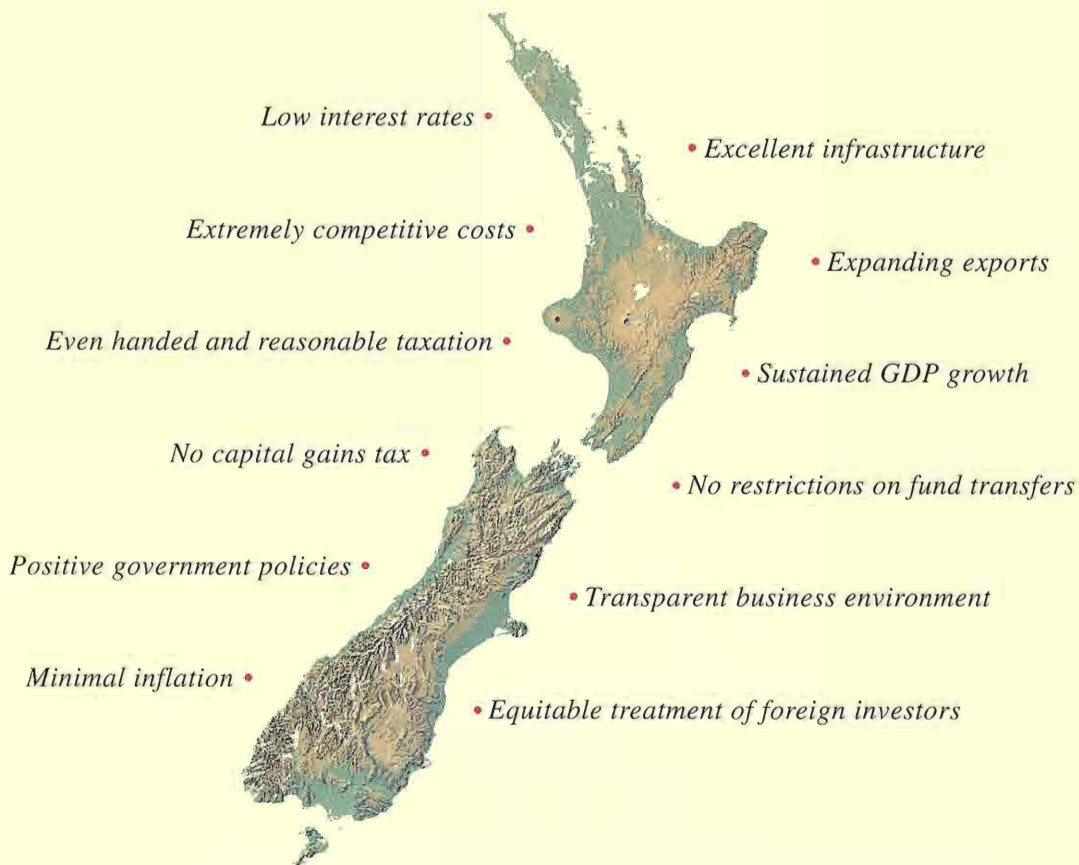 Low interest rates •
• Excellent infrastructure
Extremely competitive costs •
• Expanding exports
Even handed and reasonable taxation •
• Sustained GDP growth
No capital gains tax •
• No restrictions on fund transfers
Positive government policies •
• Transparent business environment
Minimal inflation •
• Equitable treatment of foreign investors